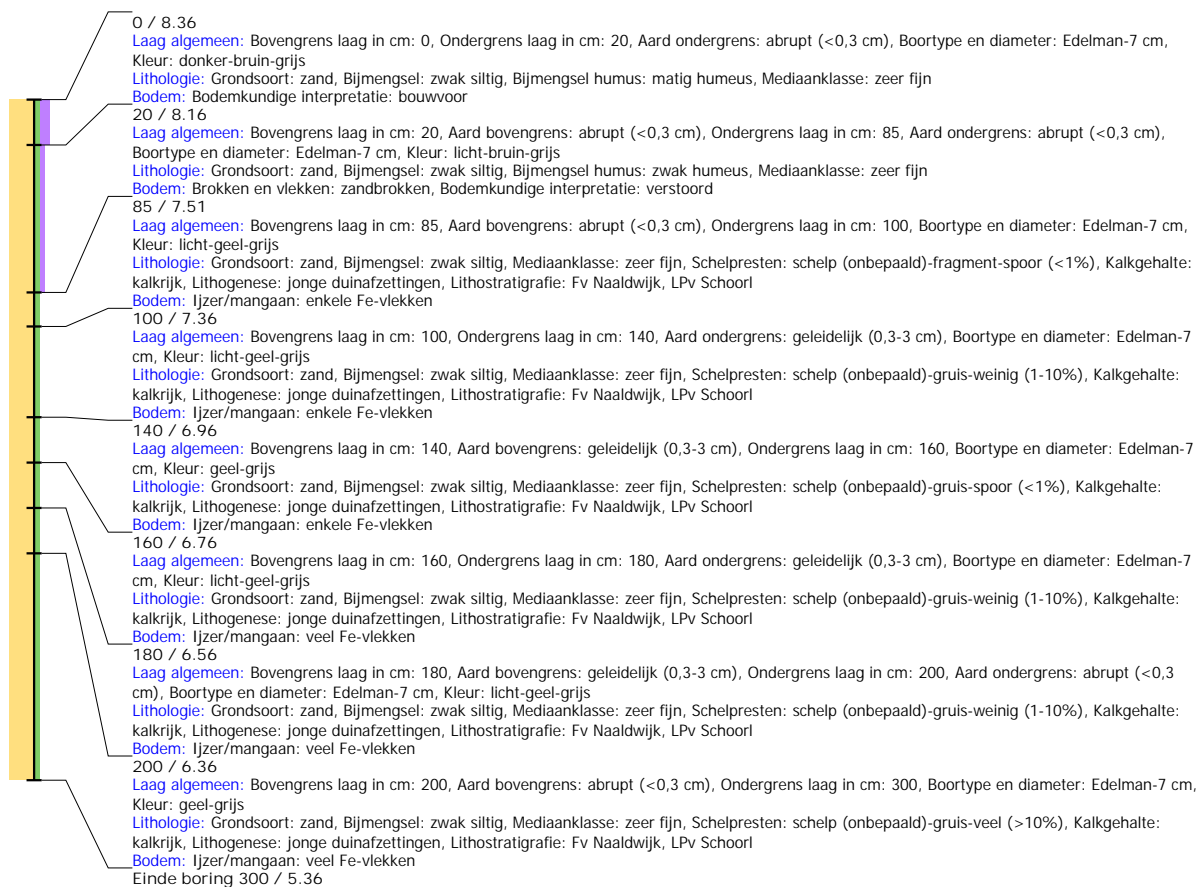 0 / 8.36
Laag algemeen: Bovengrens laag in cm: 0, Ondergrens laag in cm: 20, Aard ondergrens: abrupt (<0,3 cm), Boortype en diameter: Edelman-7 cm,
Kleur: donker-bruin-grijs
Lithologie: Grondsoort: zand, Bijmengsel: zwak siltig, Bijmengsel humus: matig humeus, Mediaanklasse: zeer fijn
Bodem: Bodemkundige interpretatie: bouwvoor
20 / 8.16
Laag algemeen: Bovengrens laag in cm: 20, Aard bovengrens: abrupt (<0,3 cm), Ondergrens laag in cm: 85, Aard ondergrens: abrupt (<0,3 cm),
Boortype en diameter: Edelman-7 cm, Kleur: licht-bruin-grijs
Lithologie: Grondsoort: zand, Bijmengsel: zwak siltig, Bijmengsel humus: zwak humeus, Mediaanklasse: zeer fijn
Bodem: Brokken en vlekken: zandbrokken, Bodemkundige interpretatie: verstoord
85 / 7.51
Laag algemeen: Bovengrens laag in cm: 85, Aard bovengrens: abrupt (<0,3 cm), Ondergrens laag in cm: 100, Boortype en diameter: Edelman-7 cm,
Kleur: licht-geel-grijs
Lithologie: Grondsoort: zand, Bijmengsel: zwak siltig, Mediaanklasse: zeer fijn, Schelpresten: schelp (onbepaald)-fragment-spoor (<1%), Kalkgehalte:
kalkrijk, Lithogenese: jonge duinafzettingen, Lithostratigrafie: Fv Naaldwijk, LPv Schoorl
Bodem: Ijzer/mangaan: enkele Fe-vlekken
100 / 7.36
Laag algemeen: Bovengrens laag in cm: 100, Ondergrens laag in cm: 140, Aard ondergrens: geleidelijk (0,3-3 cm), Boortype en diameter: Edelman-7
cm, Kleur: licht-geel-grijs
Lithologie: Grondsoort: zand, Bijmengsel: zwak siltig, Mediaanklasse: zeer fijn, Schelpresten: schelp (onbepaald)-gruis-weinig (1-10%), Kalkgehalte:
kalkrijk, Lithogenese: jonge duinafzettingen, Lithostratigrafie: Fv Naaldwijk, LPv Schoorl
Bodem: Ijzer/mangaan: enkele Fe-vlekken
140 / 6.96
Laag algemeen: Bovengrens laag in cm: 140, Aard bovengrens: geleidelijk (0,3-3 cm), Ondergrens laag in cm: 160, Boortype en diameter: Edelman-7
cm, Kleur: geel-grijs
Lithologie: Grondsoort: zand, Bijmengsel: zwak siltig, Mediaanklasse: zeer fijn, Schelpresten: schelp (onbepaald)-gruis-spoor (<1%), Kalkgehalte:
kalkrijk, Lithogenese: jonge duinafzettingen, Lithostratigrafie: Fv Naaldwijk, LPv Schoorl
Bodem: Ijzer/mangaan: enkele Fe-vlekken
160 / 6.76
Laag algemeen: Bovengrens laag in cm: 160, Ondergrens laag in cm: 180, Aard ondergrens: geleidelijk (0,3-3 cm), Boortype en diameter: Edelman-7
cm, Kleur: licht-geel-grijs
Lithologie: Grondsoort: zand, Bijmengsel: zwak siltig, Mediaanklasse: zeer fijn, Schelpresten: schelp (onbepaald)-gruis-weinig (1-10%), Kalkgehalte:
kalkrijk, Lithogenese: jonge duinafzettingen, Lithostratigrafie: Fv Naaldwijk, LPv Schoorl
Bodem: Ijzer/mangaan: veel Fe-vlekken
180 / 6.56
Laag algemeen: Bovengrens laag in cm: 180, Aard bovengrens: geleidelijk (0,3-3 cm), Ondergrens laag in cm: 200, Aard ondergrens: abrupt (<0,3
cm), Boortype en diameter: Edelman-7 cm, Kleur: licht-geel-grijs
Lithologie: Grondsoort: zand, Bijmengsel: zwak siltig, Mediaanklasse: zeer fijn, Schelpresten: schelp (onbepaald)-gruis-weinig (1-10%), Kalkgehalte:
kalkrijk, Lithogenese: jonge duinafzettingen, Lithostratigrafie: Fv Naaldwijk, LPv Schoorl
Bodem: Ijzer/mangaan: veel Fe-vlekken
200 / 6.36
Laag algemeen: Bovengrens laag in cm: 200, Aard bovengrens: abrupt (<0,3 cm), Ondergrens laag in cm: 300, Boortype en diameter: Edelman-7 cm,
Kleur: geel-grijs
Lithologie: Grondsoort: zand, Bijmengsel: zwak siltig, Mediaanklasse: zeer fijn, Schelpresten: schelp (onbepaald)-gruis-veel (>10%), Kalkgehalte:
kalkrijk, Lithogenese: jonge duinafzettingen, Lithostratigrafie: Fv Naaldwijk, LPv Schoorl
Bodem: Ijzer/mangaan: veel Fe-vlekken
Einde boring 300 / 5.36